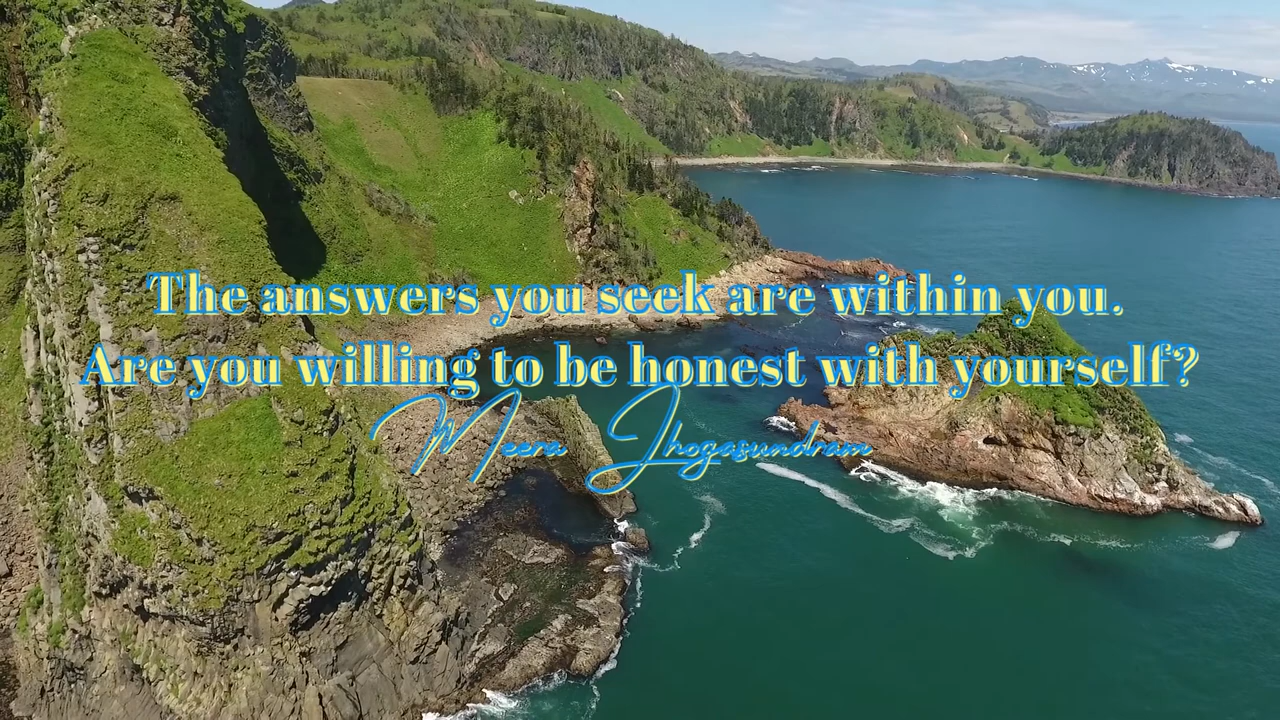 The answers you seek are within you.
Are you willing to be honest with yourself?
Meera Jhogasundram